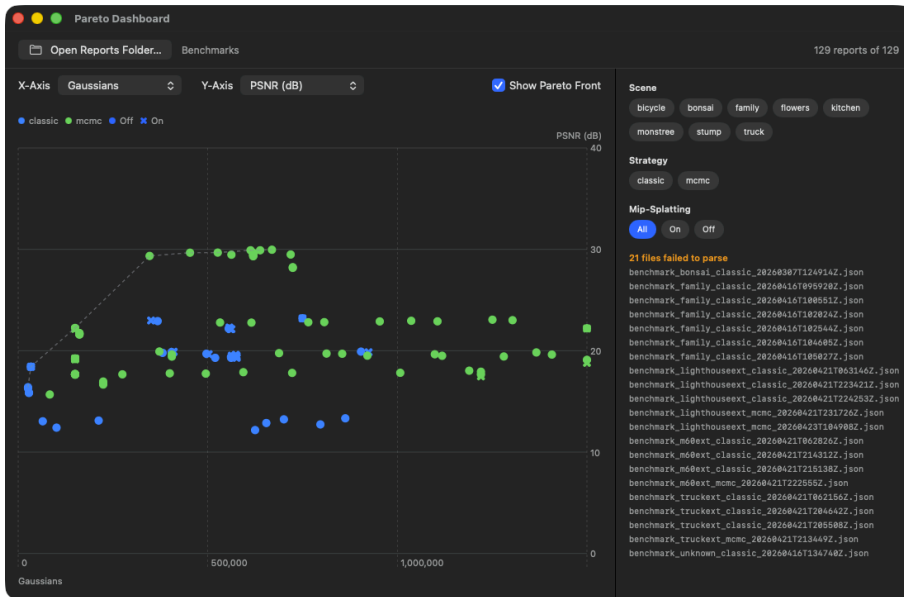 Pareto Dashboard
Open Reports Folder... Benchmarks 129 reports of 129
X-Axis Gaussians Y-Axis PSNR (dB) Show Pareto Front
classic mcmc Off On
PSNR (dB)
40
30
20
10
0
0 500,000 1,000,000
Gaussians
Scene
bicycle bonsai family flowers kitchen
monstree stump truck
Strategy
classic mcmc
Mip-Splatting
All On Off
21 files failed to parse
benchmark_bonsai_classic_20260307T124914Z.json
benchmark_family_classic_20260416T095920Z.json
benchmark_family_classic_20260416T100551Z.json
benchmark_family_classic_20260416T102024Z.json
benchmark_family_classic_20260416T102544Z.json
benchmark_family_classic_20260416T104605Z.json
benchmark_family_classic_20260416T105027Z.json
benchmark_lighthouseext_classic_20260421T063146Z.json
benchmark_lighthouseext_classic_20260421T223421Z.json
benchmark_lighthouseext_classic_20260421T224253Z.json
benchmark_lighthouseext_mcmc_20260421T231726Z.json
benchmark_lighthouseext_mcmc_20260423T104908Z.json
benchmark_m60ext_classic_20260421T062826Z.json
benchmark_m60ext_classic_20260421T214312Z.json
benchmark_m60ext_classic_20260421T215138Z.json
benchmark_m60ext_mcmc_20260421T222555Z.json
benchmark_truckext_classic_20260421T062156Z.json
benchmark_truckext_classic_20260421T204642Z.json
benchmark_truckext_classic_20260421T205508Z.json
benchmark_truckext_mcmc_20260421T213449Z.json
benchmark_unknown_classic_20260416T134740Z.json